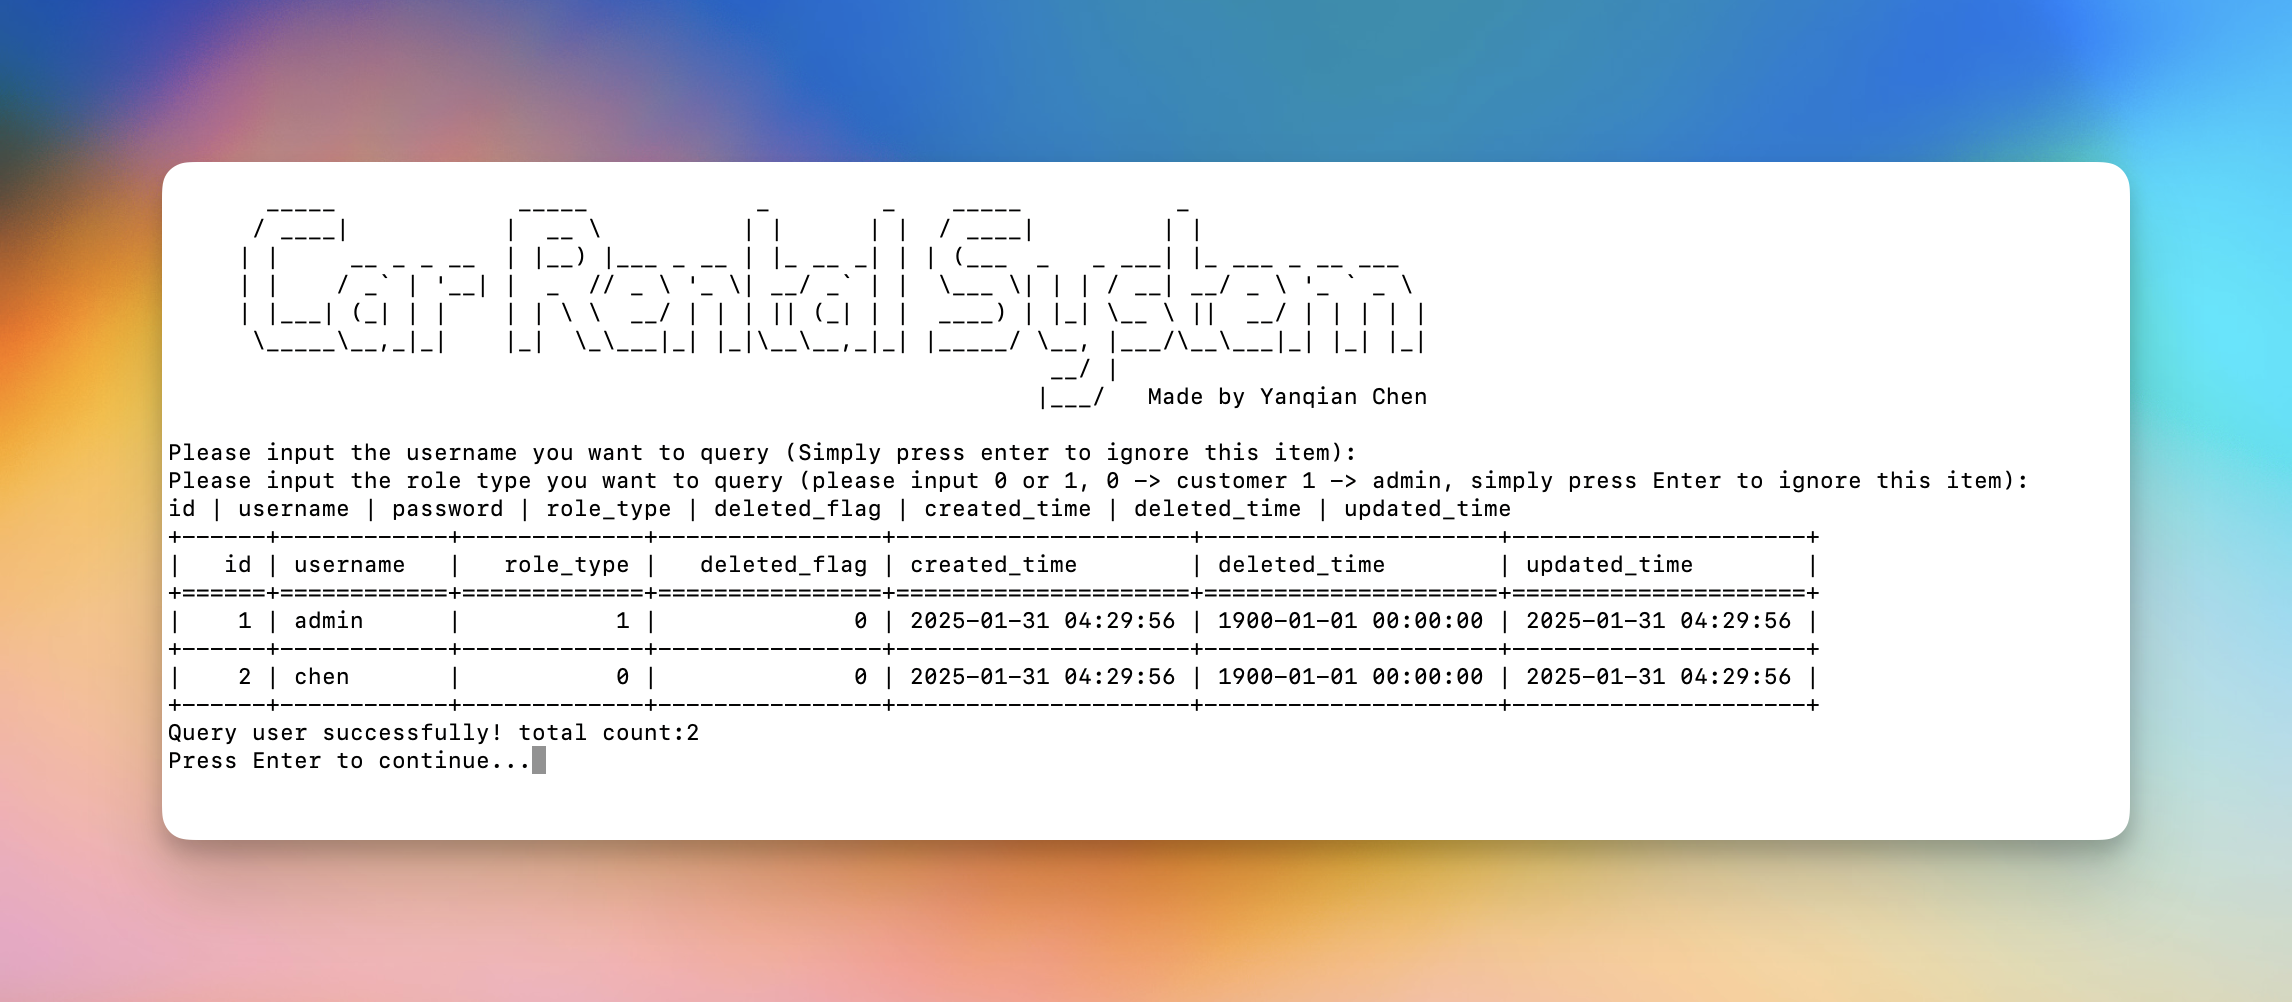 Car Rental System
Made by Yanqian Chen
Please input the username you want to query (Simply press enter to ignore this item):
Please input the role type you want to query (please input 0 or 1, 0 -> customer 1 -> admin, simply press Enter to ignore this item):
id | username | password | role_type | deleted_flag | created_time | deleted_time | updated_time
+------+------------+-------------+----------------+---------------------+---------------------+---------------------+
|   id | username   |   role_type |   deleted_flag | created_time        | deleted_time        | updated_time        |
+======+============+=============+================+=====================+=====================+=====================+
|    1 | admin      |           1 |              0 | 2025-01-31 04:29:56 | 1900-01-01 00:00:00 | 2025-01-31 04:29:56 |
+------+------------+-------------+----------------+---------------------+---------------------+---------------------+
|    2 | chen       |           0 |              0 | 2025-01-31 04:29:56 | 1900-01-01 00:00:00 | 2025-01-31 04:29:56 |
+------+------------+-------------+----------------+---------------------+---------------------+---------------------+
Query user successfully! total count:2
Press Enter to continue...